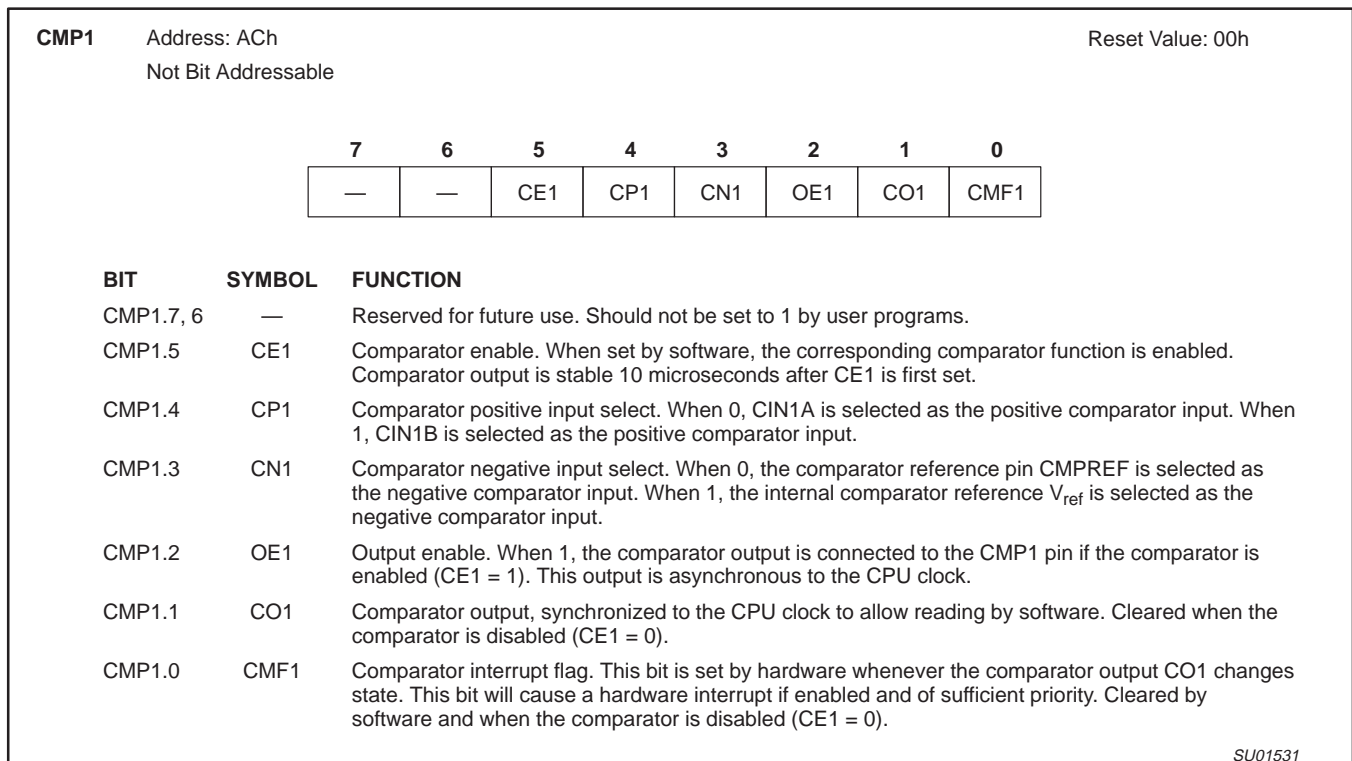 CMP1 Address: ACh Reset Value: 00h
Not Bit Addressable
7 6 5 4 3 2 1 0
— — CE1 CP1 CN1 OE1 CO1 CMF1
BIT SYMBOL FUNCTION
CMP1.7, 6 — Reserved for future use. Should not be set to 1 by user programs.
CMP1.5 CE1 Comparator enable. When set by software, the corresponding comparator function is enabled.
Comparator output is stable 10 microseconds after CE1 is first set.
CMP1.4 CP1 Comparator positive input select. When 0, CIN1A is selected as the positive comparator input. When
1, CIN1B is selected as the positive comparator input.
CMP1.3 CN1 Comparator negative input select. When 0, the comparator reference pin CMPREF is selected as
the negative comparator input. When 1, the internal comparator reference Vref is selected as the
negative comparator input.
CMP1.2 OE1 Output enable. When 1, the comparator output is connected to the CMP1 pin if the comparator is
enabled (CE1 = 1). This output is asynchronous to the CPU clock.
CMP1.1 CO1 Comparator output, synchronized to the CPU clock to allow reading by software. Cleared when the
comparator is disabled (CE1 = 0).
CMP1.0 CMF1 Comparator interrupt flag. This bit is set by hardware whenever the comparator output CO1 changes
state. This bit will cause a hardware interrupt if enabled and of sufficient priority. Cleared by
software and when the comparator is disabled (CE1 = 0).
SU01531